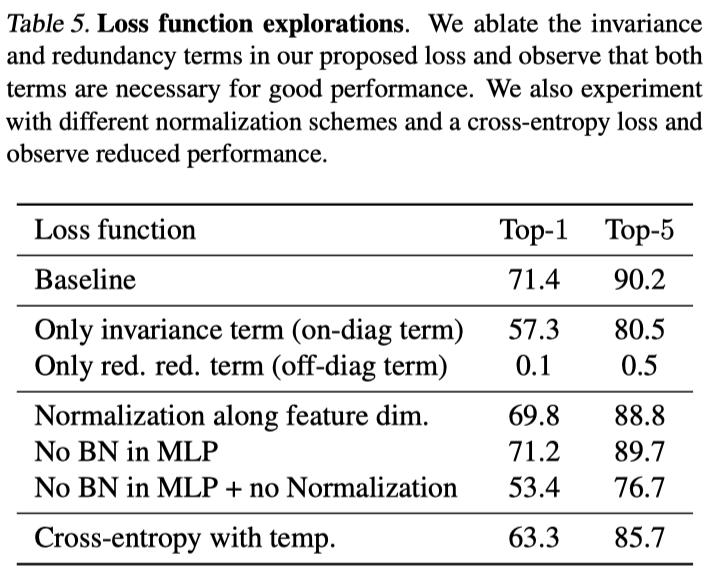 Table 5. Loss function explorations. We ablate the invariance
and redundancy terms in our proposed loss and observe that both
terms are necessary for good performance. We also experiment
with different normalization schemes and a cross-entropy loss and
observe reduced performance.
Loss function Top-1 Top-5
Baseline 71.4 90.2
Only invariance term (on-diag term) 57.3 80.5
Only red. red. term (off-diag term) 0.1 0.5
Normalization along feature dim. 69.8 88.8
No BN in MLP 71.2 89.7
No BN in MLP + no Normalization 53.4 76.7
Cross-entropy with temp. 63.3 85.7